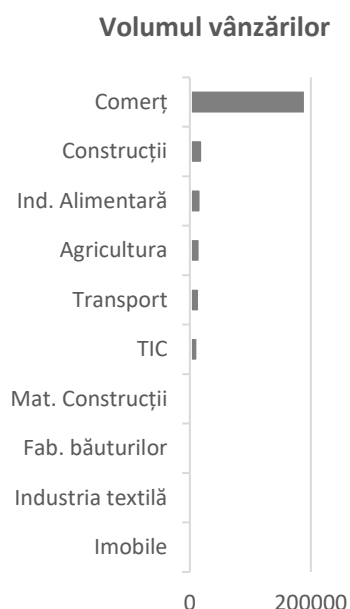 Volumul vânzărilor
Comerț
Construcții
Ind. Alimentară
Agricultura
Transport
TIC
Mat. Construcții
Fab. băuturilor
Industria textilă
Imobile
0 200000